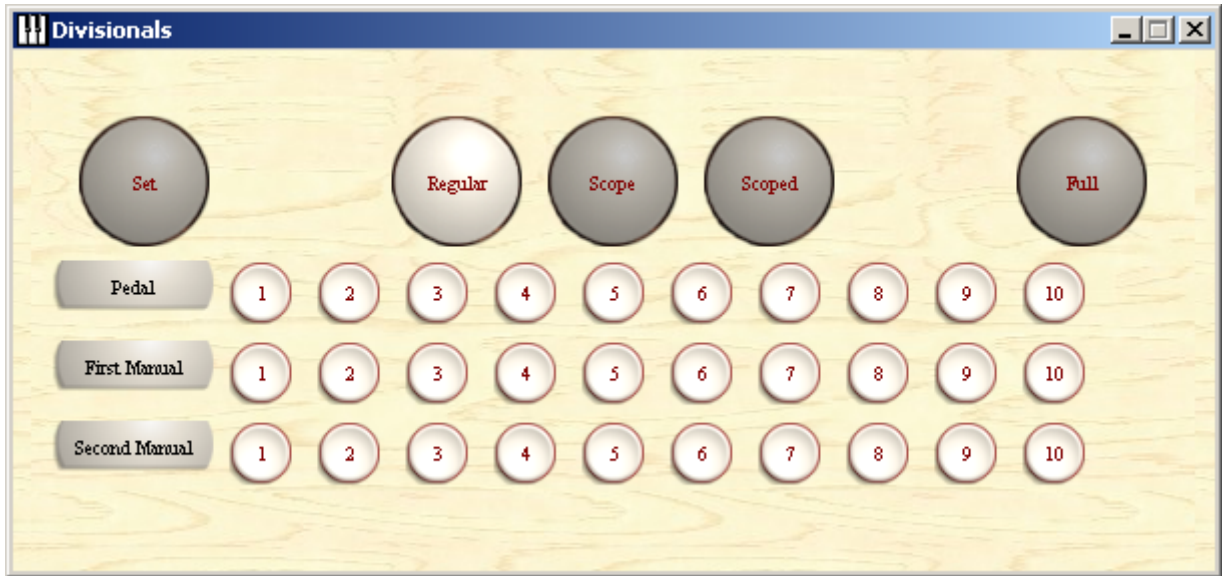 Divisionals
Set Regular Scope Scoped Full
Pedal 1 2 3 4 5 6 7 8 9 10
First Manual 1 2 3 4 5 6 7 8 9 10
Second Manual 1 2 3 4 5 6 7 8 9 10